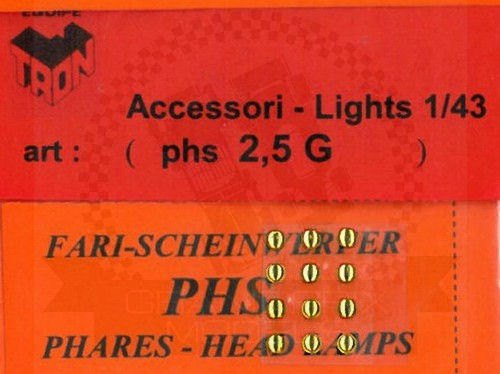 EQUIPE
TRON
Accessori - Lights 1/43
art : ( phs 2,5 G )
FARI-SCHEINWERFER
PHS
PHARES - HEAD LAMPS